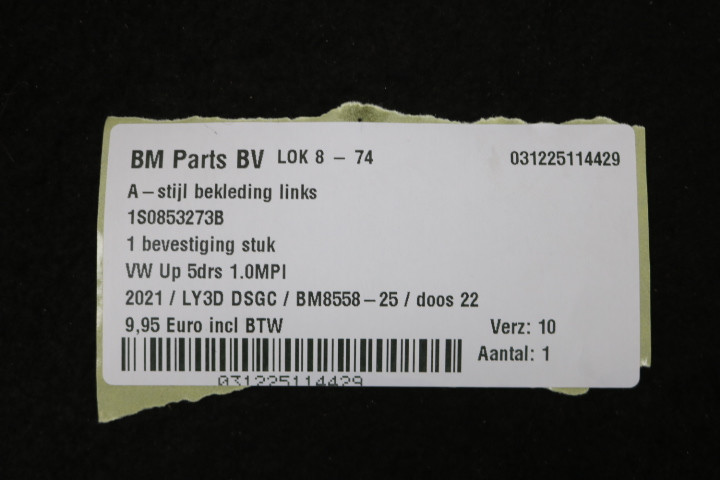 BM Parts BV LOK 8 - 74 031225114429
A-stijl bekleding links
1S0853273B
1 bevestiging stuk
VW Up 5drs 1.0MPI
2021 / LY3D DSGC / BM8558-25 / doos 22
9,95 Euro incl BTW Verz: 10
Aantal: 1
031225114429